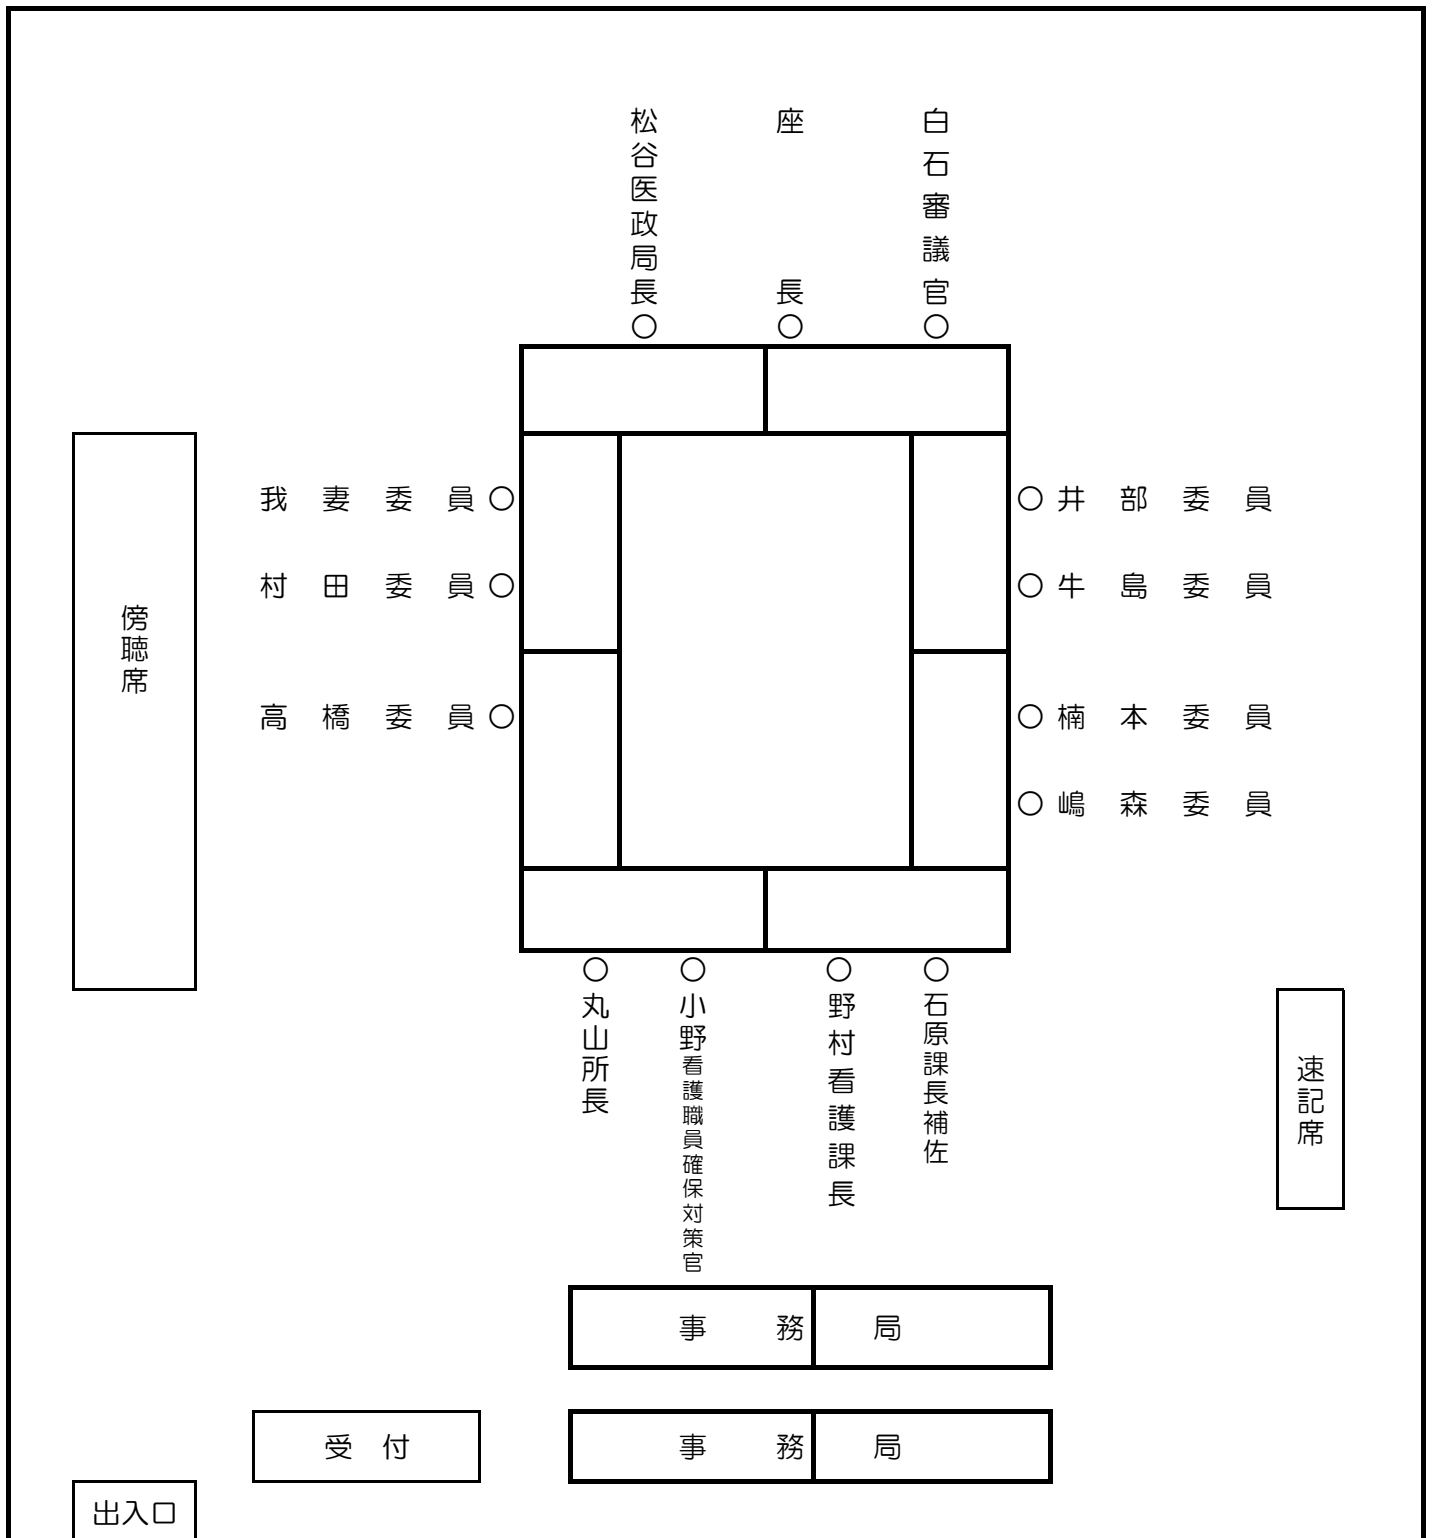 松谷医政局長○
座長○
白石審議官○
傍聴席
我妻委員○
村田委員○
高橋委員○
○井部委員
○牛島委員
○楠本委員
○嶋森委員
○丸山所長
○小野看護職員確保対策官
○野村看護課長
○石原課長補佐
速記席
事務局
受付
事務局
出入口